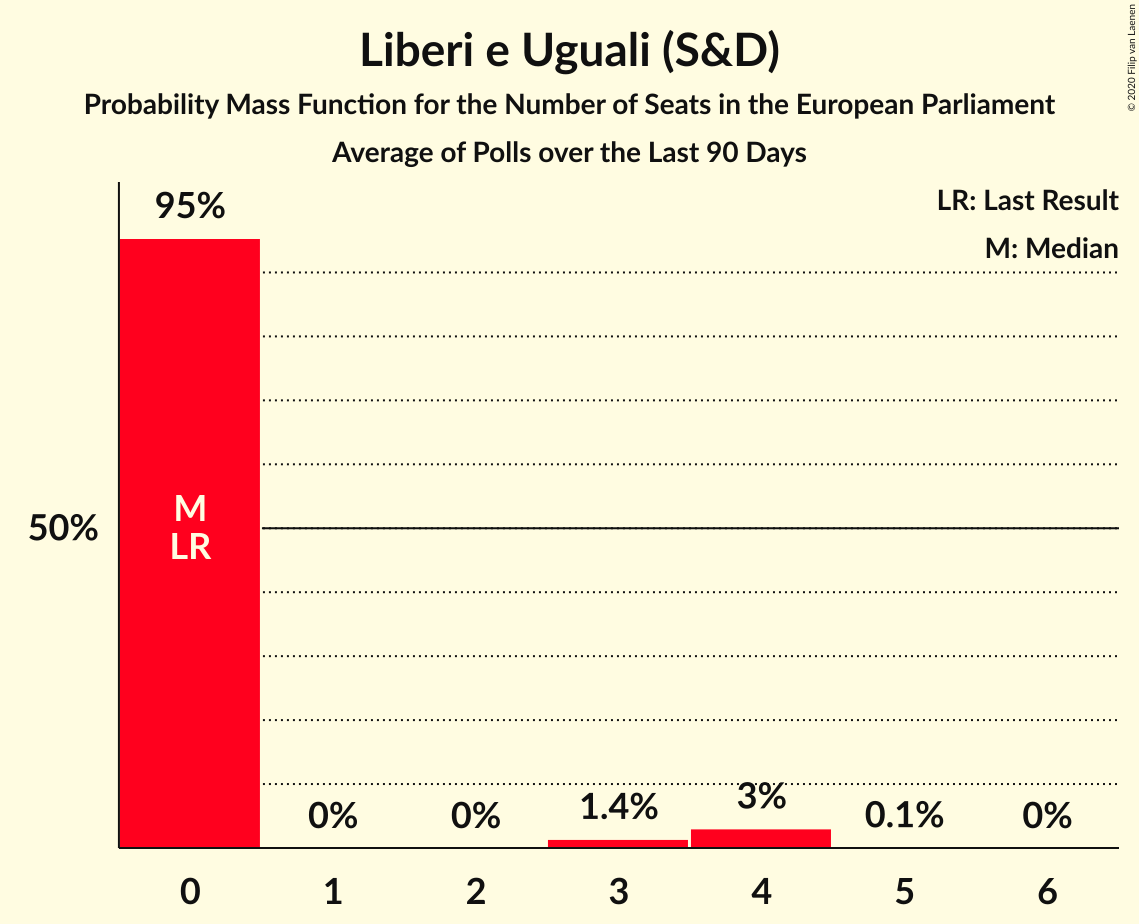 Liberi e Uguali (S&D)
Probability Mass Function for the Number of Seats in the European Parliament
Average of Polls over the Last 90 Days
© 2020 Filip van Laenen
LR: Last Result
M: Median
95%
50%
M
LR
0%
0%
1.4%
3%
0.1%
0%
0
1
2
3
4
5
6